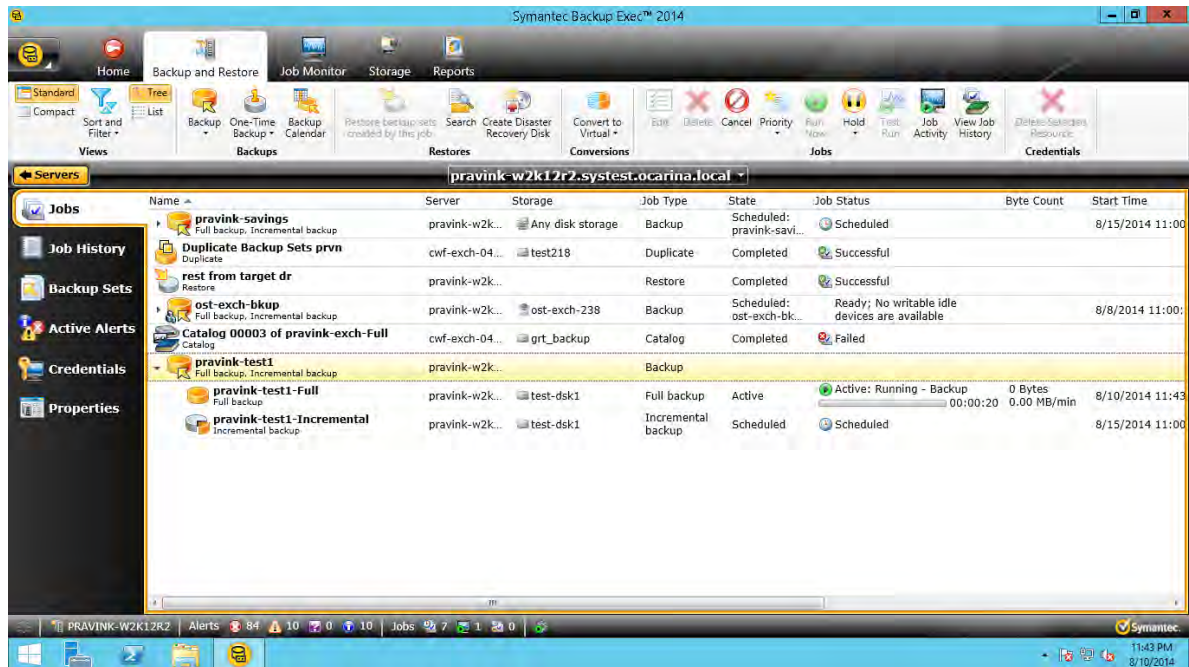 Symantec Backup Exec™ 2014
Home
Backup and Restore
Job Monitor
Storage
Reports
Standard
Compact
Sort and Filter
Tree
List
Views
Backup
One-Time Backup
Backup Calendar
Backups
Restore backup sets created by this job
Search
Create Disaster Recovery Disk
Restores
Convert to Virtual
Conversions
Edit
Delete
Cancel
Priority
Run Now
Hold
Test Run
Job Activity
View Job History
Jobs
Delete Selected Resource
Credentials
Servers
pravink-w2k12r2.systest.ocarina.local
Jobs
Job History
Backup Sets
Active Alerts
Credentials
Properties
Name Server Storage Job Type State Job Status Byte Count Start Time
pravink-savings pravink-w2k... Any disk storage Backup Scheduled: pravink-savi... Scheduled 8/15/2014 11:00
Full backup, Incremental backup
Duplicate Backup Sets prvn cwf-exch-04... test218 Duplicate Completed Successful
Duplicate
rest from target dr pravink-w2k... Restore Completed Successful
Restore
ost-exch-bkup pravink-w2k... ost-exch-238 Backup Scheduled: ost-exch-bk... Ready; No writable idle devices are available 8/8/2014 11:00:
Full backup, Incremental backup
Catalog 00003 of pravink-exch-Full cwf-exch-04... grt_backup Catalog Completed Failed
Catalog
pravink-test1 pravink-w2k... Backup
Full backup, Incremental backup
pravink-test1-Full pravink-w2k... test-dsk1 Full backup Active Active: Running - Backup 00:00:20 0 Bytes 0.00 MB/min 8/10/2014 11:43
Full backup
pravink-test1-Incremental pravink-w2k... test-dsk1 Incremental backup Scheduled Scheduled 8/15/2014 11:00
Incremental backup
PRAVINK-W2K12R2 Alerts 84 10 0 10 Jobs 7 1 0
Symantec.
11:43 PM
8/10/2014